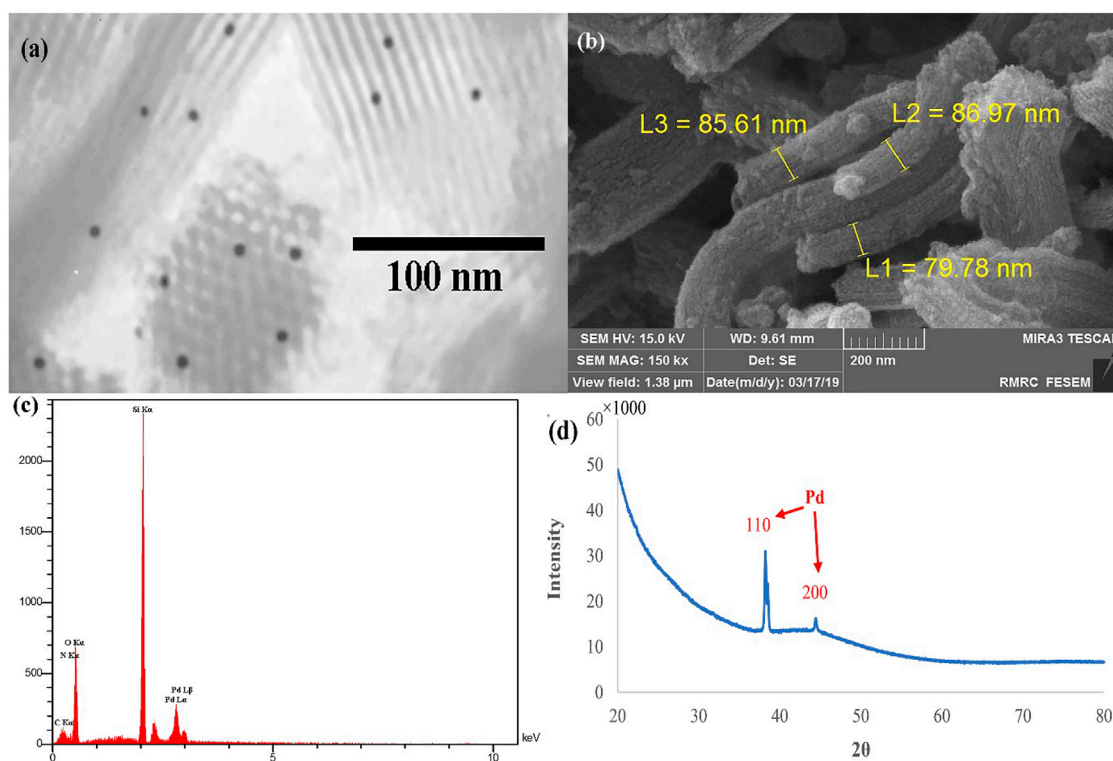 (a)
100 nm
(b)
L3 = 85.61 nm
L2 = 86.97 nm
L1 = 79.78 nm
SEM HV: 15.0 kV WD: 9.61 mm MIRA3 TESCAN
SEM MAG: 150 kx Det: SE 200 nm
View field: 1.38 µm Date(m/d/y): 03/17/19 RMRC FESEM
(c)
Si Kα
2000
1500
1000
O Kα
N Kα
500
Pd Lβ
Pd Lα
C Kα
0
0 5 10 keV
(d)
×1000
60
50
40
30
20
10
0
Intensity
Pd
110
200
20 30 40 50 60 70 80
2θ